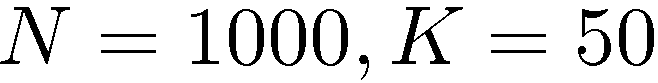 N = 1000, K = 50